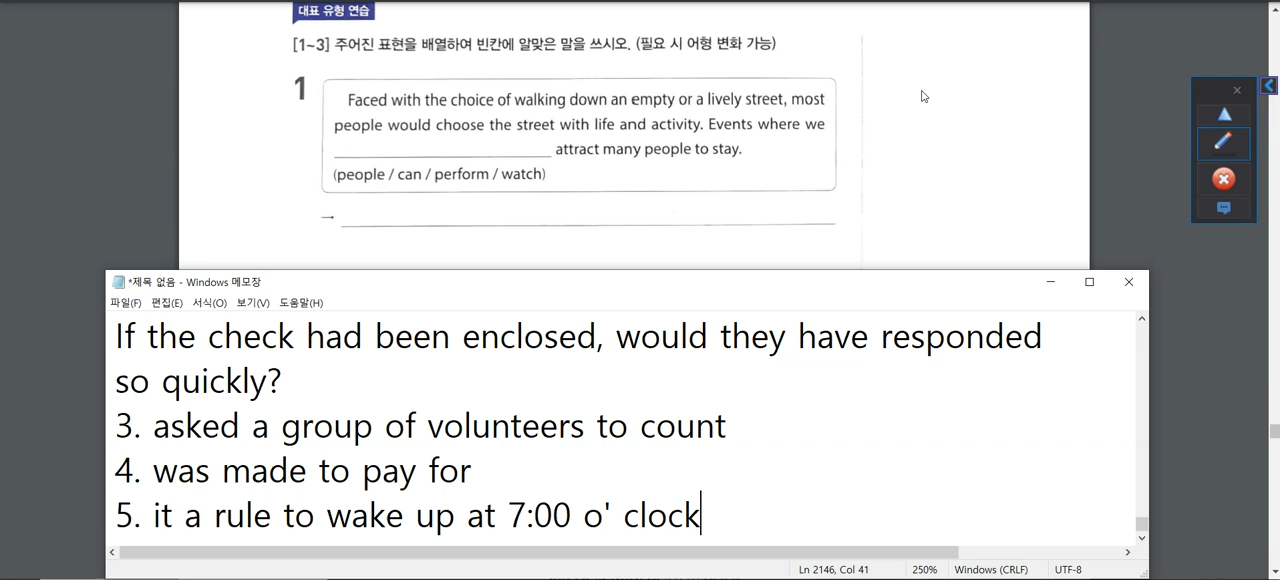 대표 유형 연습
[1~3] 주어진 표현을 배열하여 빈칸에 알맞은 말을 쓰시오. (필요 시 어형 변화 가능)
1
Faced with the choice of walking down an empty or a lively street, most
people would choose the street with life and activity. Events where we
attract many people to stay.
(people / can / perform / watch)
→
*제목 없음 - Windows 메모장
파일(F) 편집(E) 서식(O) 보기(V) 도움말(H)
If the check had been enclosed, would they have responded
so quickly?
3. asked a group of volunteers to count
4. was made to pay for
5. it a rule to wake up at 7:00 o' clock
Ln 2146, Col 41 250% Windows (CRLF) UTF-8